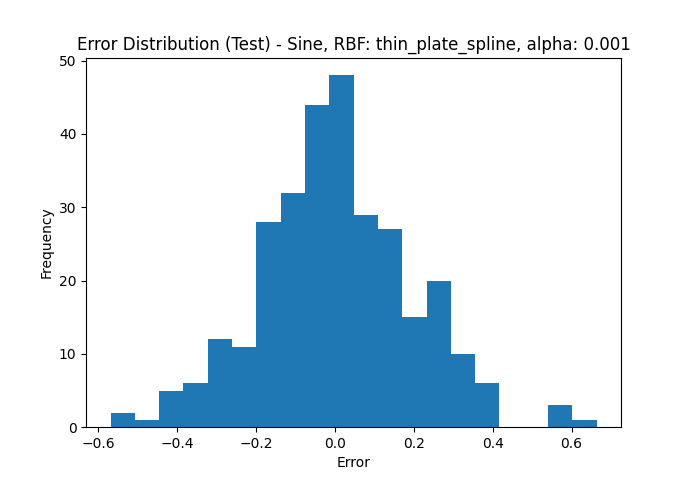 Error Distribution (Test) - Sine, RBF: thin_plate_spline, alpha: 0.001
50
40
30
20
10
0
Frequency
−0.6 −0.4 −0.2 0.0 0.2 0.4 0.6
Error